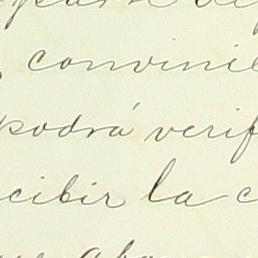 convinie
podrá verif
cibir la c